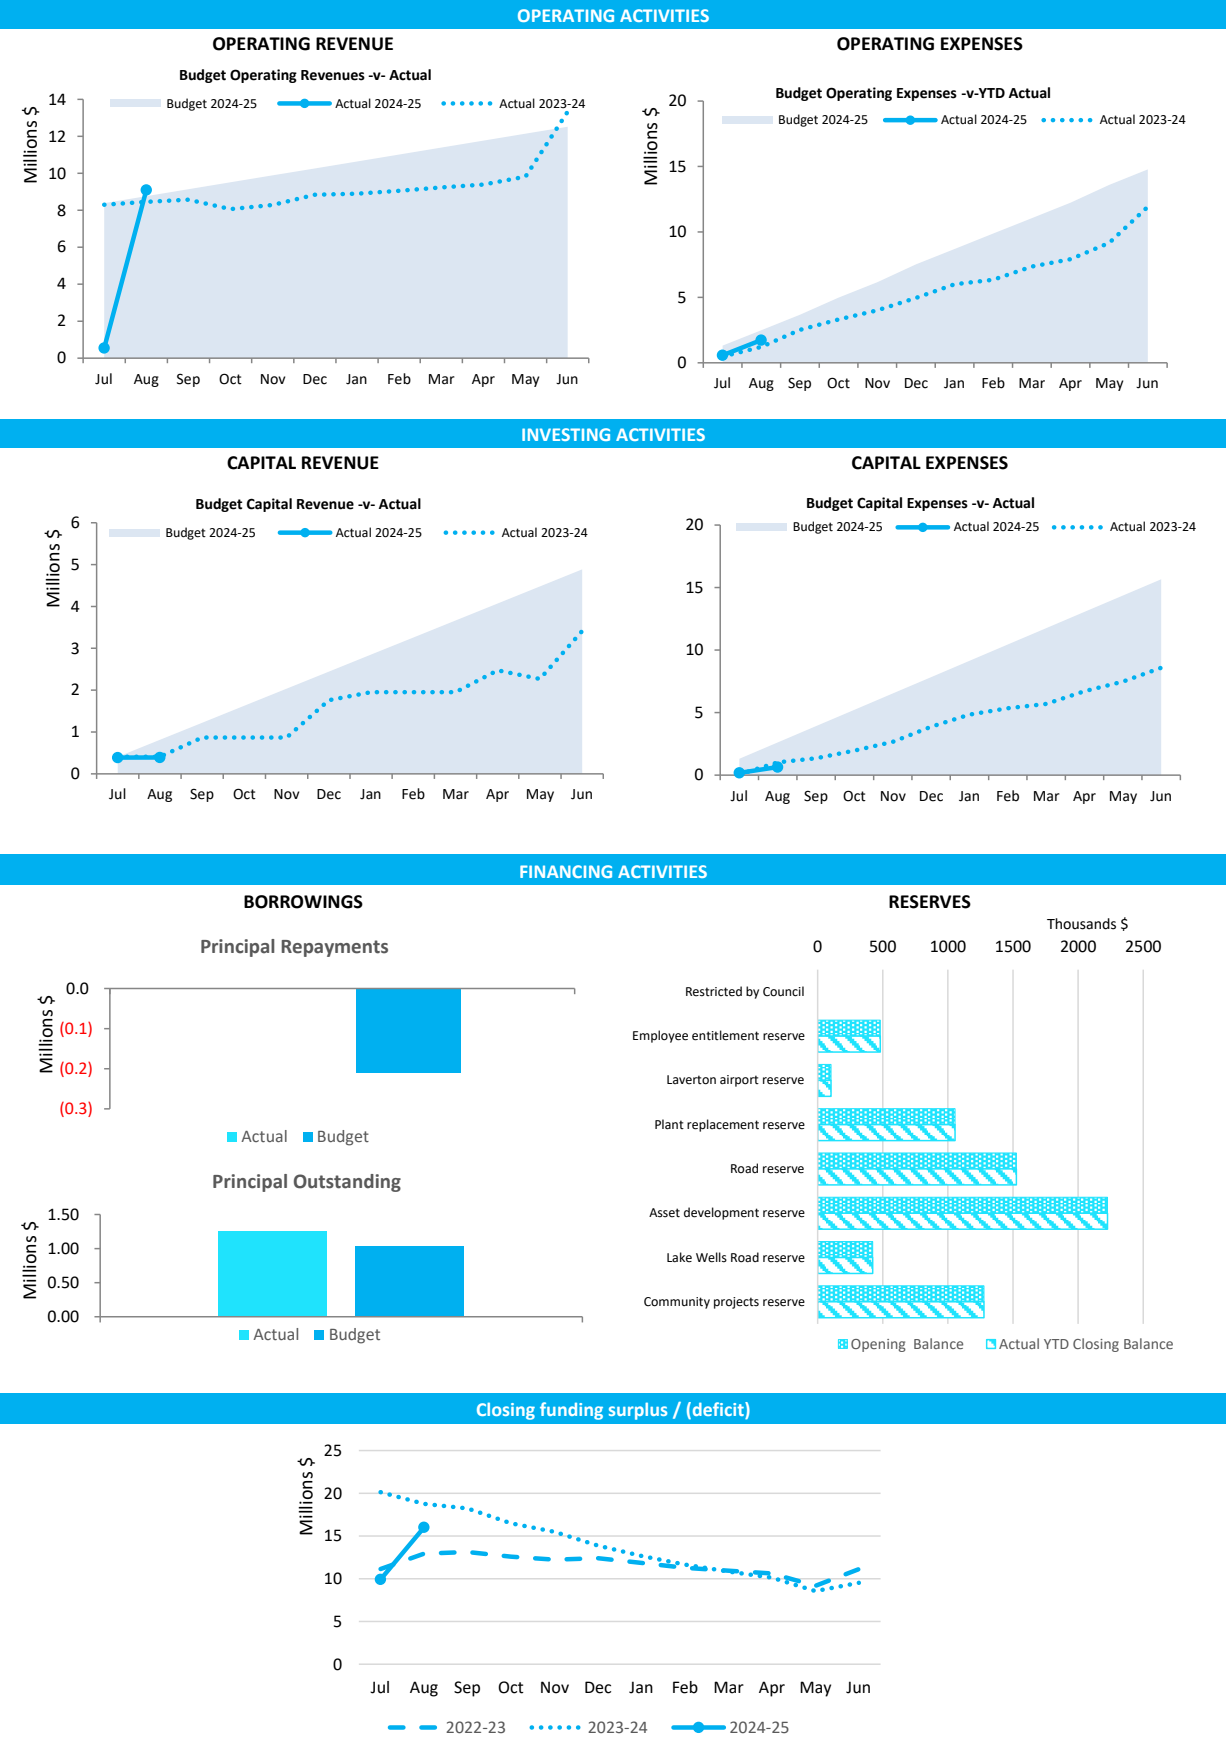 OPERATING ACTIVITIES
OPERATING REVENUE
Budget Operating Revenues -v- Actual
Budget 2024-25 Actual 2024-25 Actual 2023-24
Millions $
14
12
10
8
6
4
2
0
Jul Aug Sep Oct Nov Dec Jan Feb Mar Apr May Jun
OPERATING EXPENSES
Budget Operating Expenses -v-YTD Actual
Budget 2024-25 Actual 2024-25 Actual 2023-24
Millions $
20
15
10
5
0
Jul Aug Sep Oct Nov Dec Jan Feb Mar Apr May Jun
INVESTING ACTIVITIES
CAPITAL REVENUE
Budget Capital Revenue -v- Actual
Budget 2024-25 Actual 2024-25 Actual 2023-24
Millions $
6
5
4
3
2
1
0
Jul Aug Sep Oct Nov Dec Jan Feb Mar Apr May Jun
CAPITAL EXPENSES
Budget Capital Expenses -v- Actual
Budget 2024-25 Actual 2024-25 Actual 2023-24
20
15
10
5
0
Jul Aug Sep Oct Nov Dec Jan Feb Mar Apr May Jun
FINANCING ACTIVITIES
BORROWINGS
Principal Repayments
Millions $
0.0
(0.1)
(0.2)
(0.3)
Actual Budget
Principal Outstanding
Millions $
1.50
1.00
0.50
0.00
Actual Budget
RESERVES
Thousands $
0 500 1000 1500 2000 2500
Restricted by Council
Employee entitlement reserve
Laverton airport reserve
Plant replacement reserve
Road reserve
Asset development reserve
Lake Wells Road reserve
Community projects reserve
Opening Balance Actual YTD Closing Balance
Closing funding surplus / (deficit)
Millions $
25
20
15
10
5
0
Jul Aug Sep Oct Nov Dec Jan Feb Mar Apr May Jun
2022-23 2023-24 2024-25